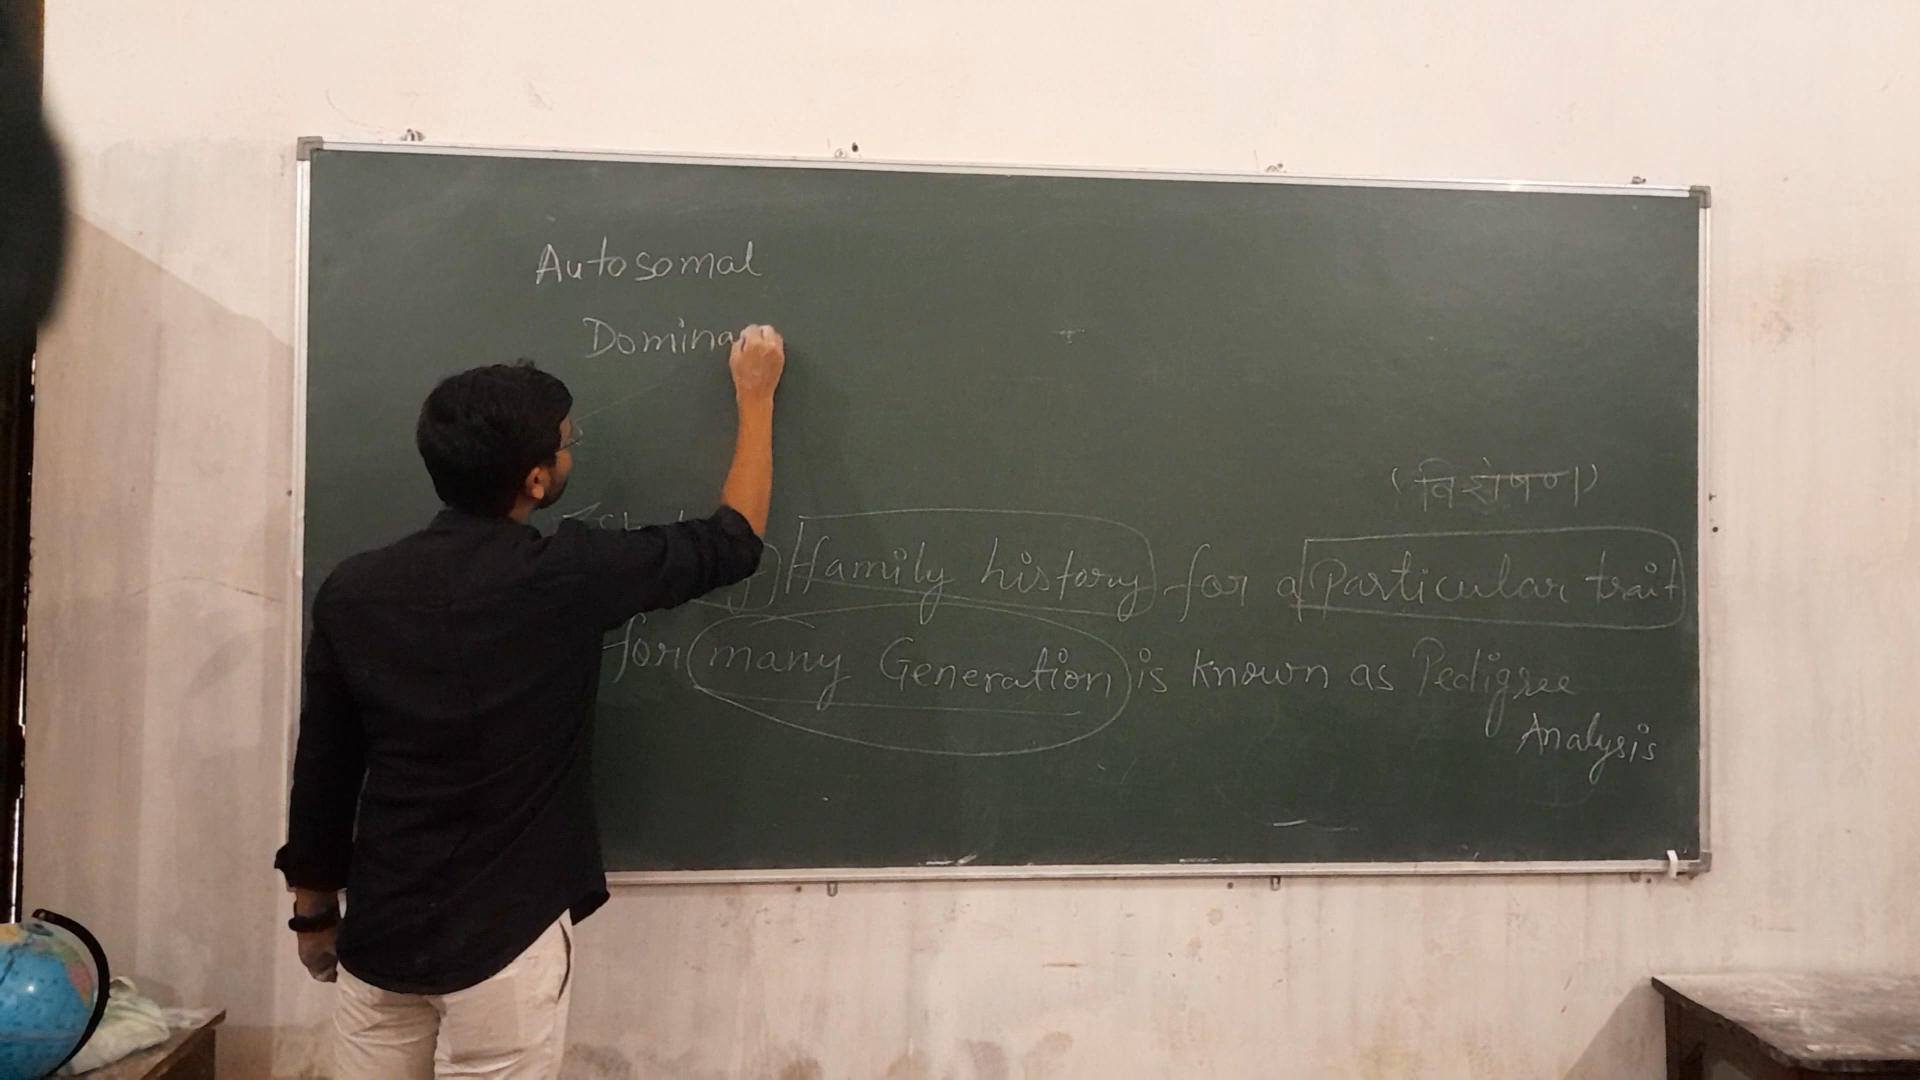 Autosomal
Domina
(विशेषण)
family history for a particular trait
for many Generation is known as Pedigree
Analysis